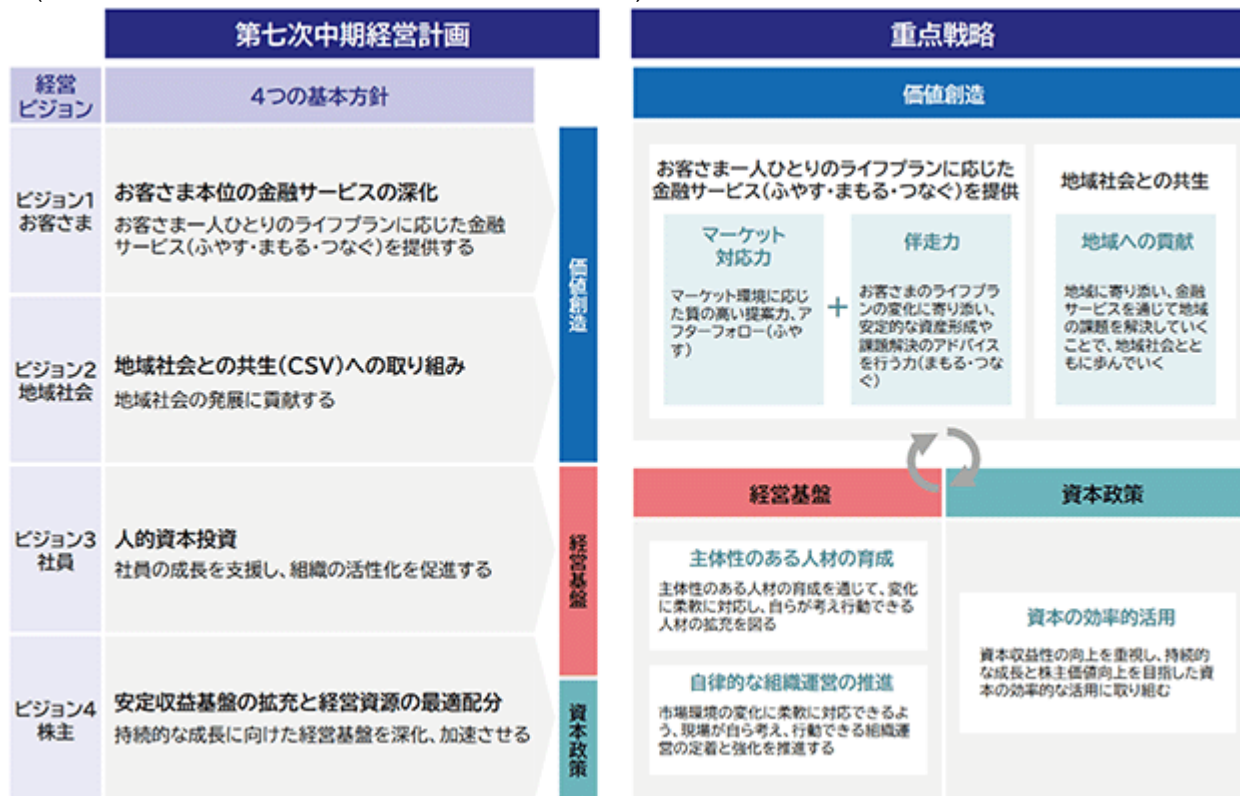 第七次中期経営計画
経営
ビジョン
4つの基本方針
ビジョン1
お客さま
お客さま本位の金融サービスの深化
お客さま一人ひとりのライフプランに応じた金融
サービス(ふやす・まもる・つなぐ)を提供する
ビジョン2
地域社会
地域社会との共生(CSV)への取り組み
地域社会の発展に貢献する
価値創造
ビジョン3
社員
人的資本投資
社員の成長を支援し、組織の活性化を促進する
経営基盤
ビジョン4
株主
安定収益基盤の拡充と経営資源の最適配分
持続的な成長に向けた経営基盤を深化、加速させる
資本政策
重点戦略
価値創造
お客さま一人ひとりのライフプランに応じた
金融サービス(ふやす・まもる・つなぐ)を提供
マーケット
対応力
マーケット環境に応じ
た質の高い提案力、ア
フターフォロー(ふや
す)
+
伴走力
お客さまのライフプラ
ンの変化に寄り添い、
安定的な資産形成や
課題解決のアドバイス
を行う力(まもる・つな
ぐ)
地域社会との共生
地域への貢献
地域に寄り添い、金融
サービスを通じて地域
の課題を解決していく
ことで、地域社会とと
もに歩んでいく
経営基盤
主体性のある人材の育成
主体性のある人材の育成を通じて、変化
に柔軟に対応し、自らが考え行動できる
人材の拡充を図る
自律的な組織運営の推進
市場環境の変化に柔軟に対応できるよ
う、現場が自ら考え、行動できる組織運
営の定着と強化を推進する
資本政策
資本の効率的活用
資本収益性の向上を重視し、持続的
な成長と株主価値向上を目指した資
本の効率的な活用に取り組む